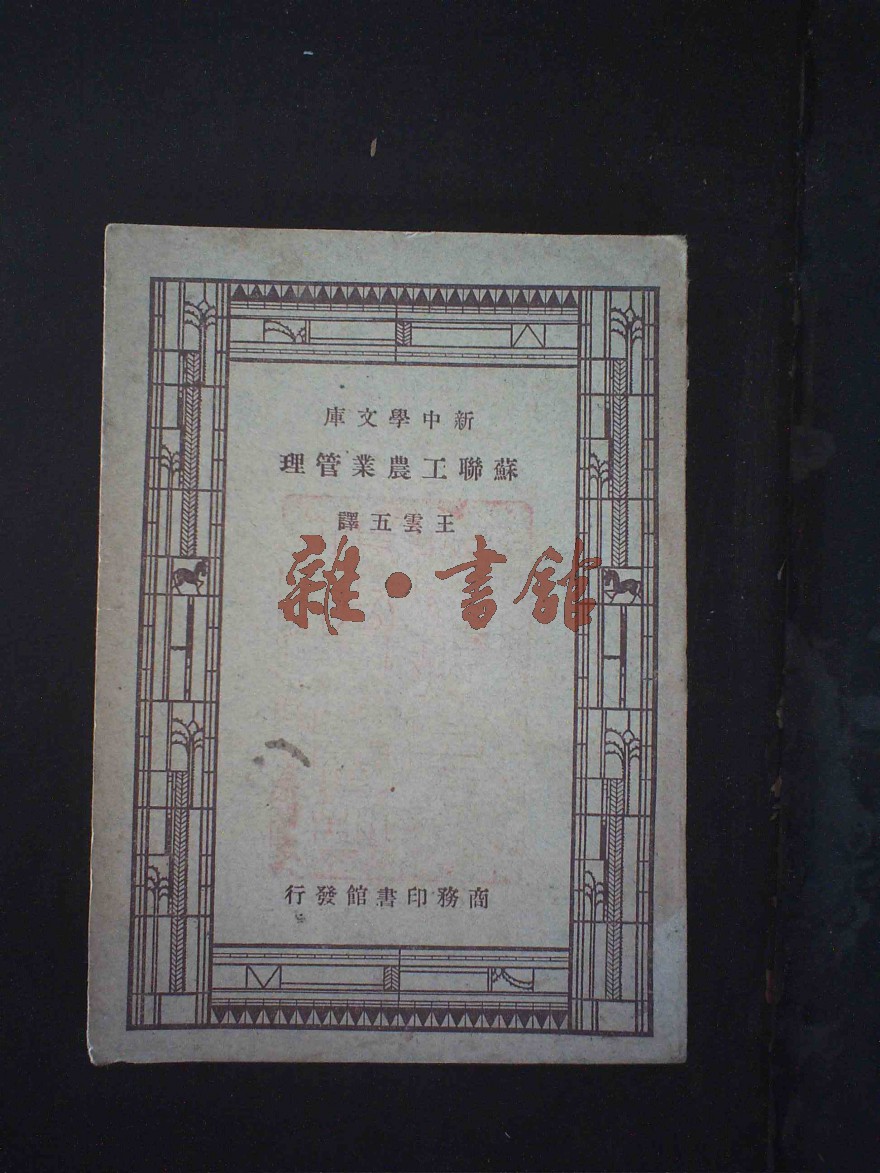 新中學文庫
蘇聯工農業管理
王雲五譯
雜·書館
商務印書館發行